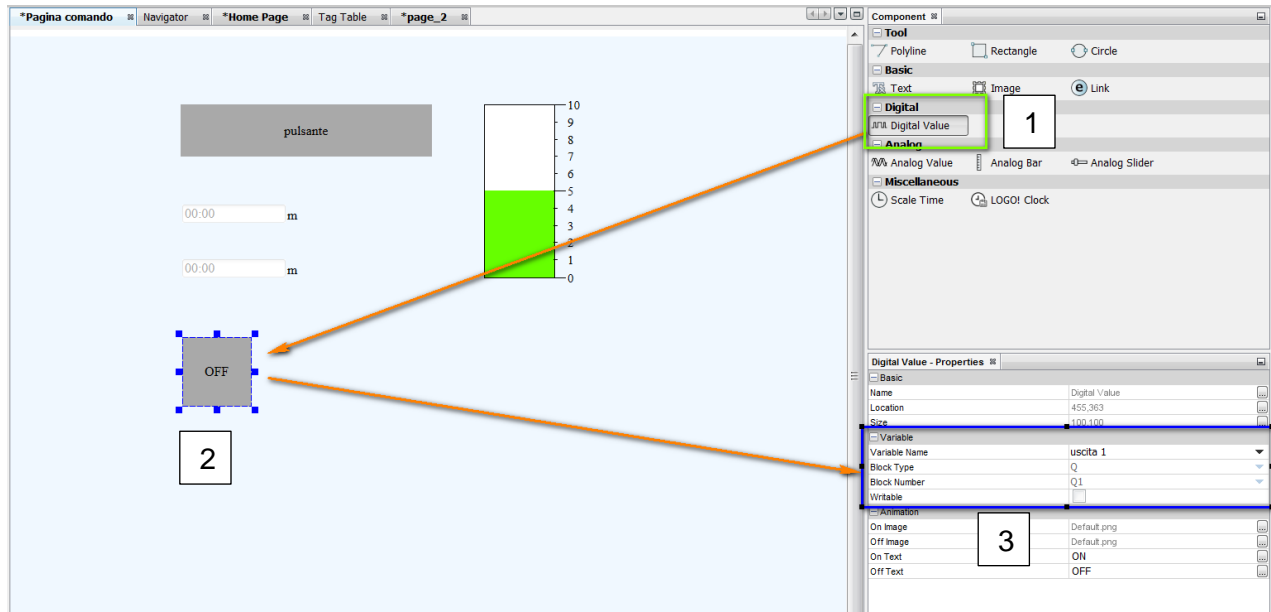 *Pagina comando Navigator *Home Page Tag Table *page_2
pulsante
10
9
8
7
6
5
4
3
2
1
0
00:00 m
00:00 m
OFF
2
Component
Tool
Polyline Rectangle Circle
Basic
Text Image e Link
Digital
Digital Value
1
Analog
Analog Value Analog Bar Analog Slider
Miscellaneous
Scale Time LOGO! Clock
Digital Value - Properties
Basic
Name Digital Value ...
Location 455,363 ...
Size 100,100 ...
Variable
Variable Name uscita 1
Block Type Q
Block Number Q1
Writable
Animation
On Image Default.png ...
Off Image Default.png ...
On Text ON ...
Off Text OFF ...
3